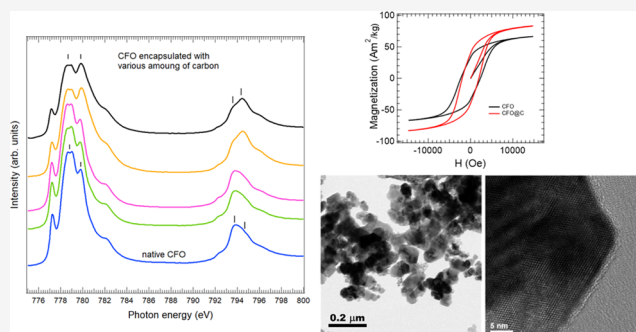 CFO encapsulated with
various amoung of carbon
native CFO
Intensity (arb. units)
776 778 780 782 784 786 788 790 792 794 796 798 800
Photon energy (eV)
Magnetization (Am²/kg)
100
50
0
-50
-100
CFO
CFO@C
-10000 0 10000
H (Oe)
0.2 µm
5 nm